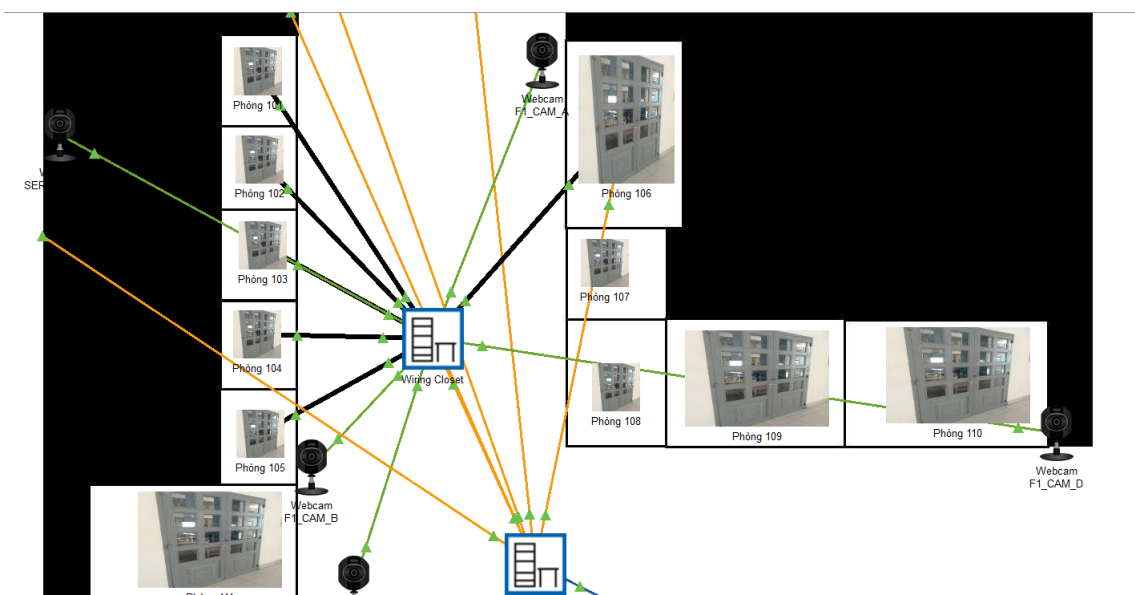 Webcam
F1_CAM_A
Phòng 101
SER
Phòng 102
Phòng 106
Phòng 103
Phòng 107
Phòng 104
Wiring Closet
Phòng 108
Phòng 109
Phòng 110
Phòng 105
Webcam
F1_CAM_D
Webcam
F1_CAM_B